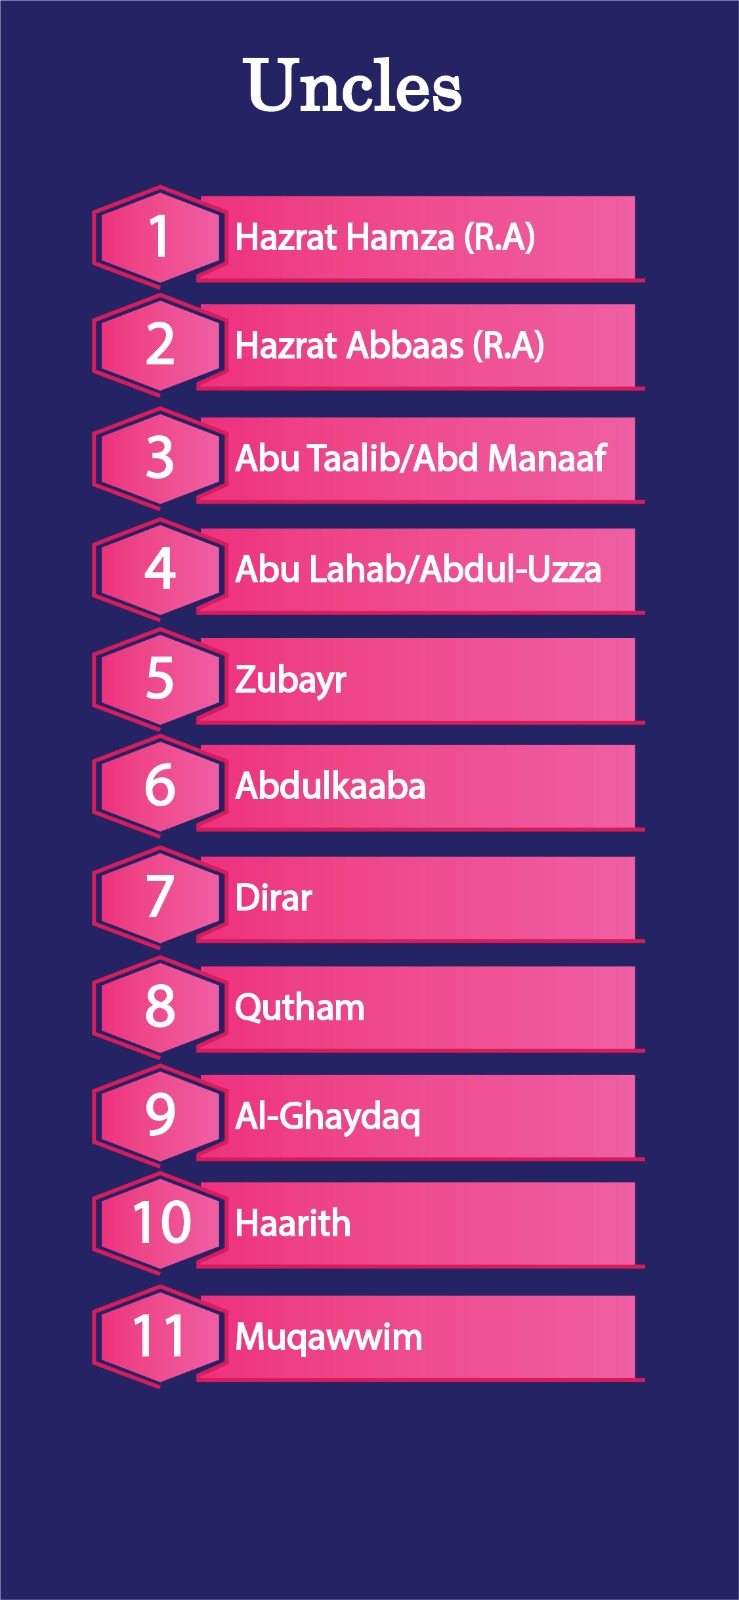 Uncles
1 Hazrat Hamza (R.A)
2 Hazrat Abbaas (R.A)
3 Abu Taalib/Abd Manaaf
4 Abu Lahab/Abdul-Uzza
5 Zubayr
6 Abdulkaaba
7 Dirar
8 Qutham
9 Al-Ghaydaq
10 Haarith
11 Muqawwim